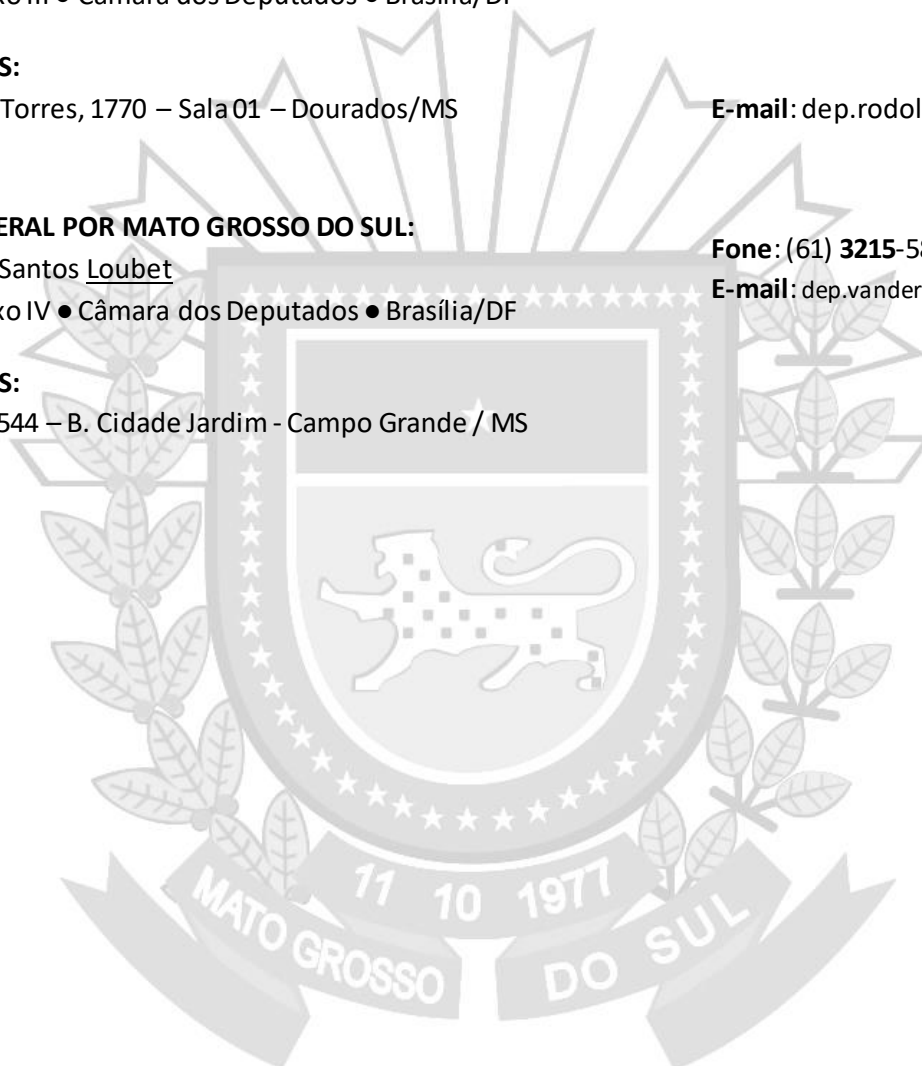 Câmara dos Deputados ● Brasília/DF
S:
Torres, 1770 – Sala 01 – Dourados/MS
E-mail: dep.rodol
ERAL POR MATO GROSSO DO SUL:
Santos Loubet
Fone: (61) 3215-5
xo IV ● Câmara dos Deputados ● Brasília/DF
E-mail: dep.vander
S:
544 – B. Cidade Jardim - Campo Grande / MS
11 10 1977
MATO GROSSO DO SUL